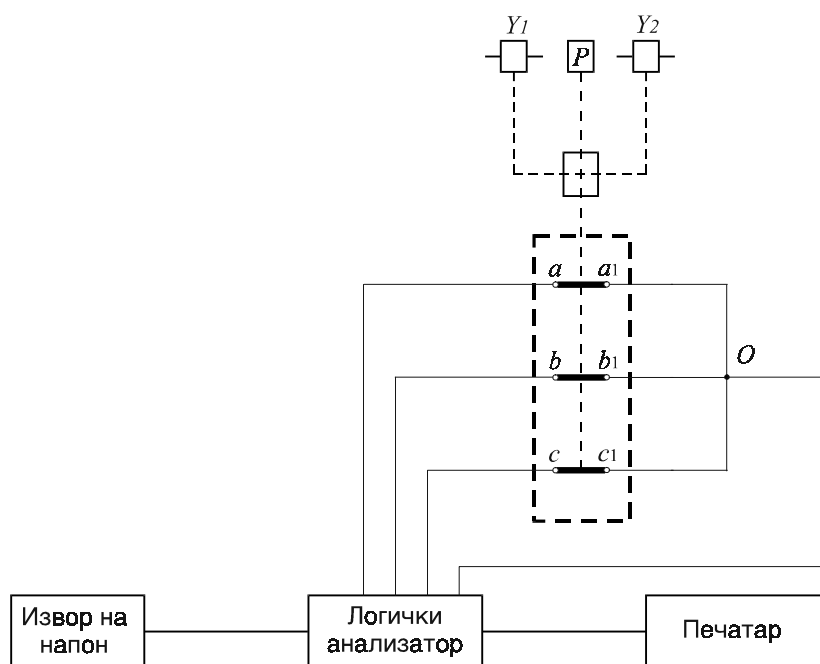 Y1 P Y2
a a1
b b1 O
c c1
Извор на напон
Логички анализатор
Печатар